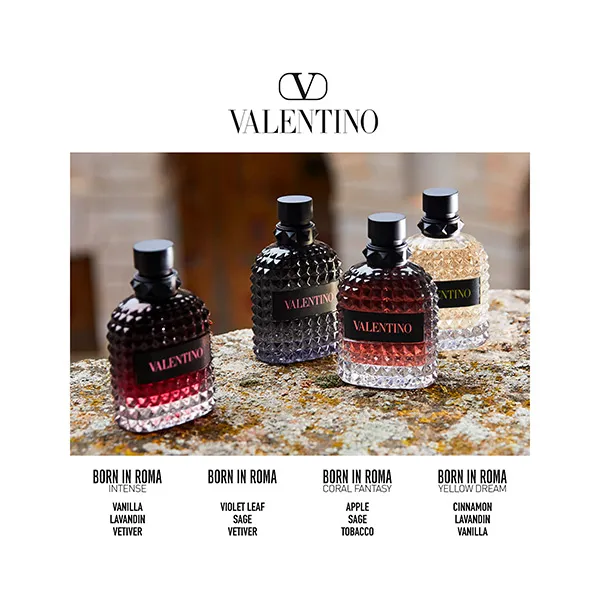 V
VALENTINO
VALENTINO
VALENTINO
VALENTINO
NTINO
BORN IN ROMA
INTENSE
VANILLA
LAVANDIN
VETIVER
BORN IN ROMA
VIOLET LEAF
SAGE
VETIVER
BORN IN ROMA
CORAL FANTASY
APPLE
SAGE
TOBACCO
BORN IN ROMA
YELLOW DREAM
CINNAMON
LAVANDIN
VANILLA